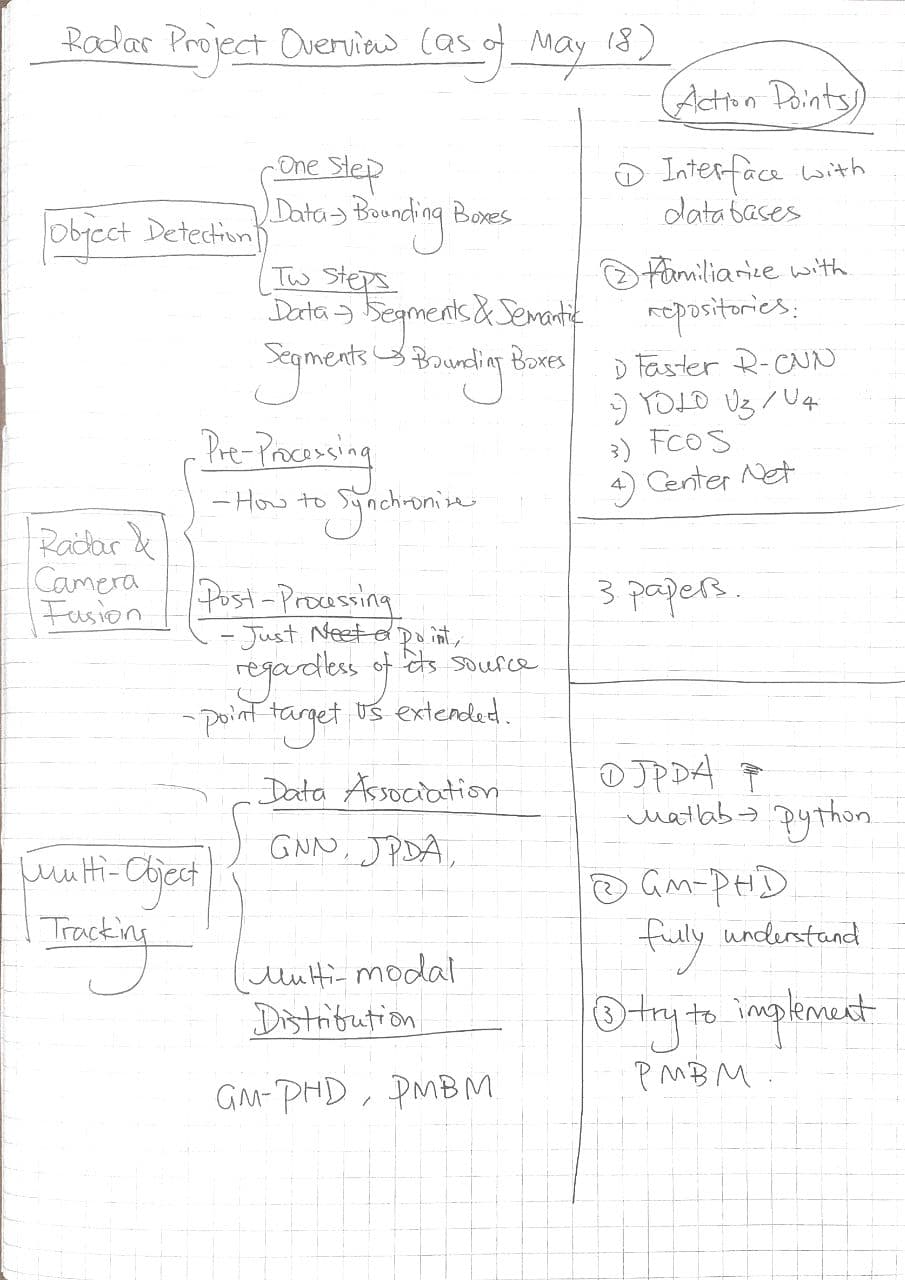 Radar Project Overview (as of May 18)
Action Points
One Step
Data → Bounding Boxes
Object Detection
Tw Steps
Data → Segments & Semantic
Segments → Bounding Boxes
① Interface with
databases
② Familiarize with
repositories:
1) Faster R-CNN
2) YOLO V3/V4
3) FCOS
4) Center Net
Pre-Processing
- How to Synchronize
Radar &
Camera
Fusion
Post-Processing
- Just Need a point,
regardless of its source
- point target vs extended.
3 papers.
Data Association
GNN, JPDA,
Multi-Object
Tracking
Multi-modal
Distribution
GM-PHD, PMBM
① JPDA
Matlab → python
② GM-PHD
fully understand
③ try to implement
PMBM.